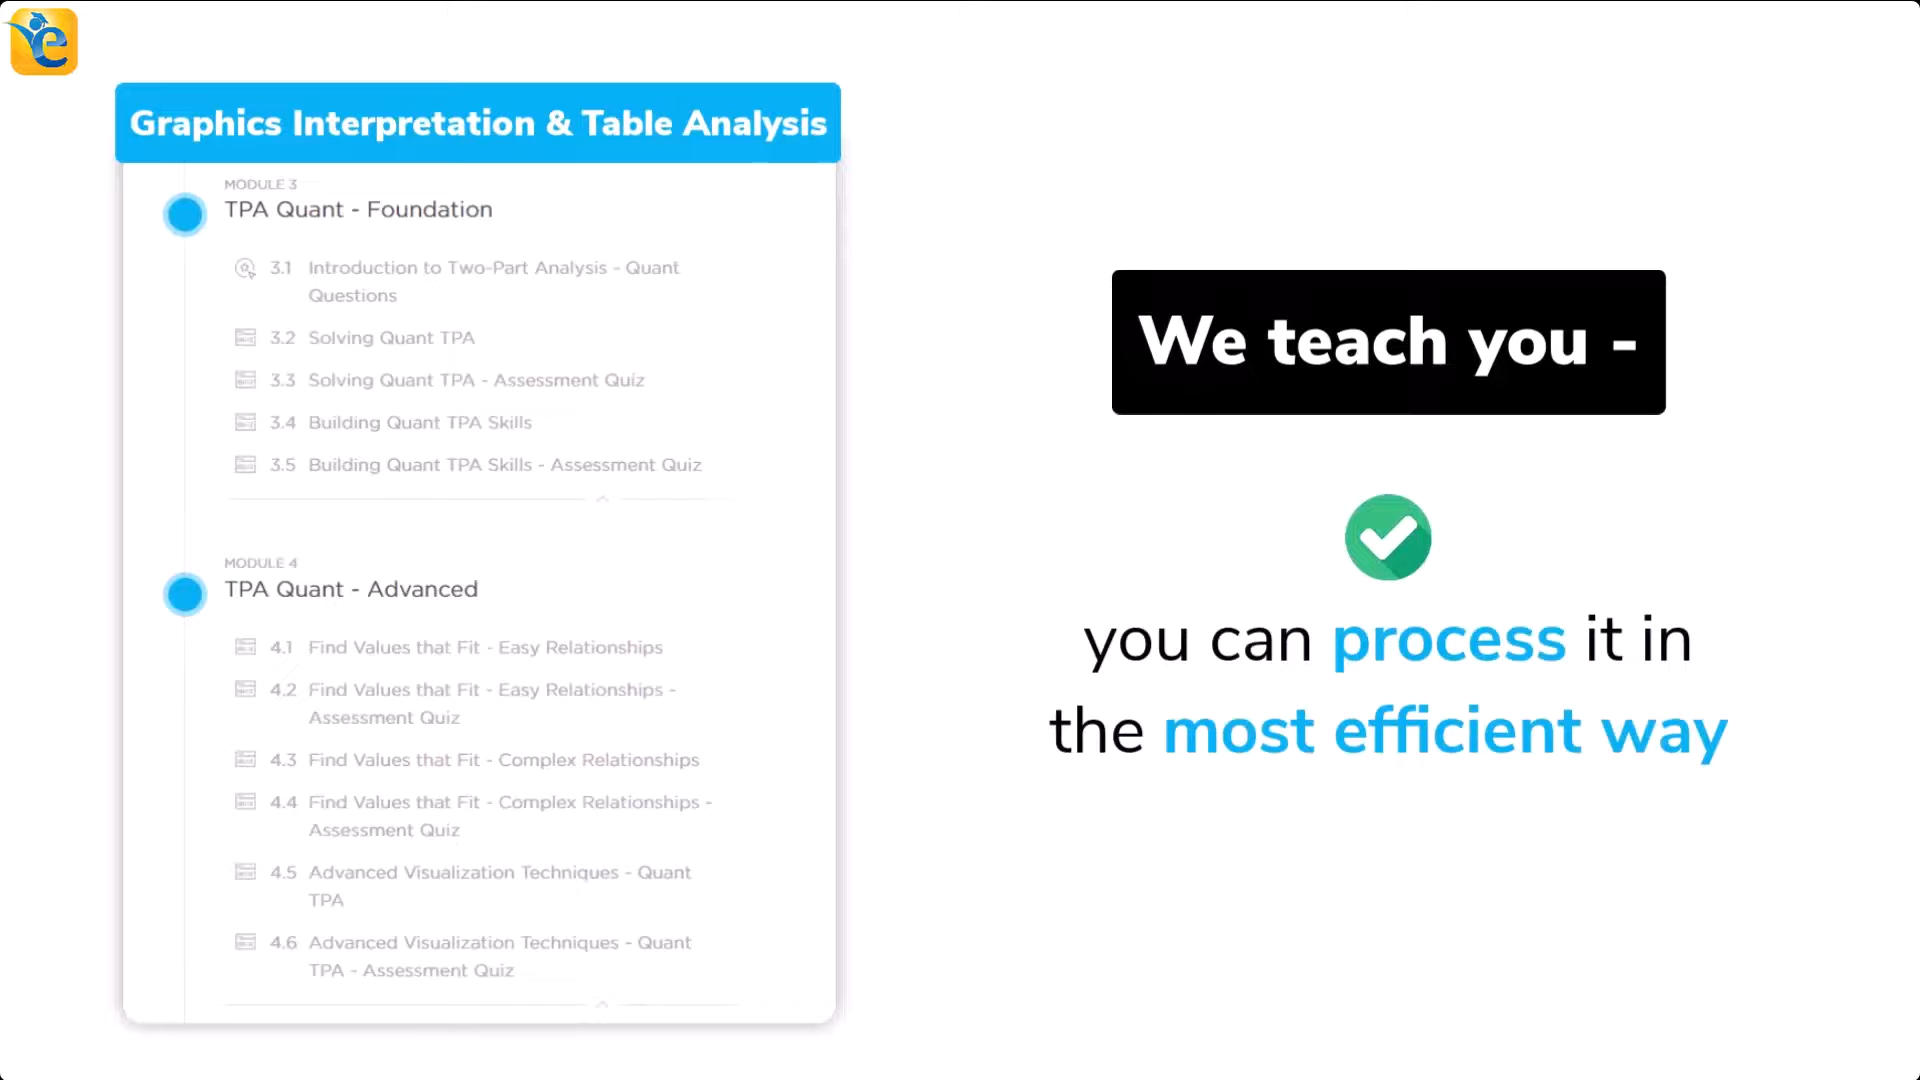 Graphics Interpretation & Table Analysis
MODULE 3
TPA Quant - Foundation
3.1 Introduction to Two-Part Analysis - Quant
Questions
3.2 Solving Quant TPA
3.3 Solving Quant TPA - Assessment Quiz
3.4 Building Quant TPA Skills
3.5 Building Quant TPA Skills - Assessment Quiz
MODULE 4
TPA Quant - Advanced
4.1 Find Values that Fit - Easy Relationships
4.2 Find Values that Fit - Easy Relationships -
Assessment Quiz
4.3 Find Values that Fit - Complex Relationships
4.4 Find Values that Fit - Complex Relationships -
Assessment Quiz
4.5 Advanced Visualization Techniques - Quant
TPA
4.6 Advanced Visualization Techniques - Quant
TPA - Assessment Quiz
We teach you -
you can process it in
the most efficient way